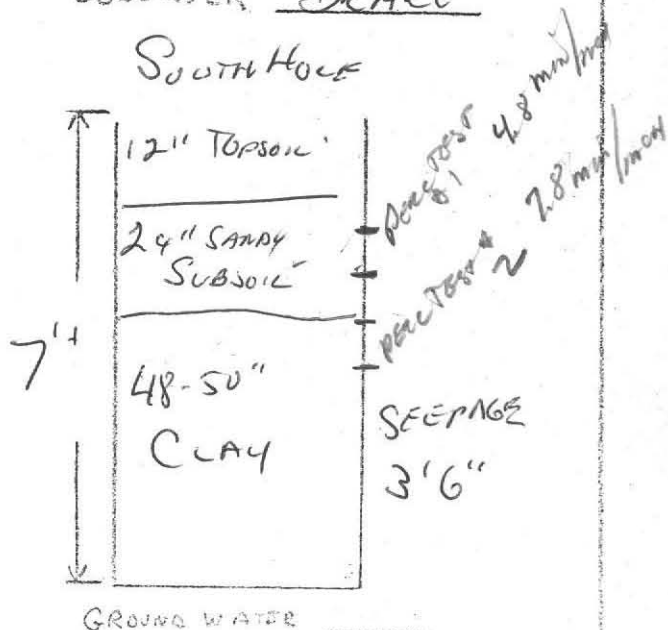 SOUTH HOLE
12" TOPSOIL
24" SANDY
SUBSOIL
48-50"
CLAY
7'+
PERC TEST
#1 4.8 min/inch
PERC TEST #
2 7.8 min/inch
SEEPAGE
3'6"
GROUND WATER